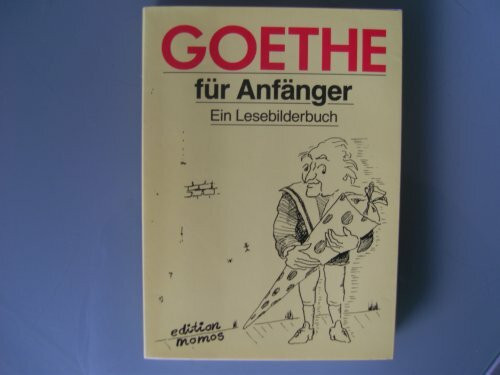 GOETHE
für Anfänger
Ein Lesebilderbuch
edition
momos